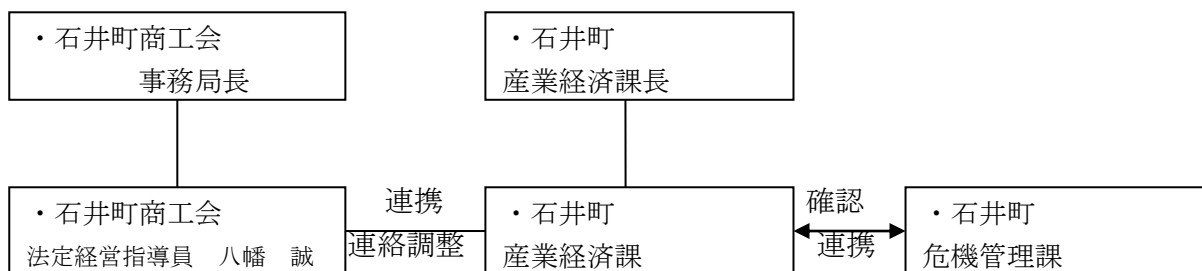 ・石井町商工会
事務局長
・石井町
産業経済課長
・石井町商工会
法定経営指導員　八幡　誠
連携
連絡調整
・石井町
産業経済課
確認
連携
・石井町
危機管理課